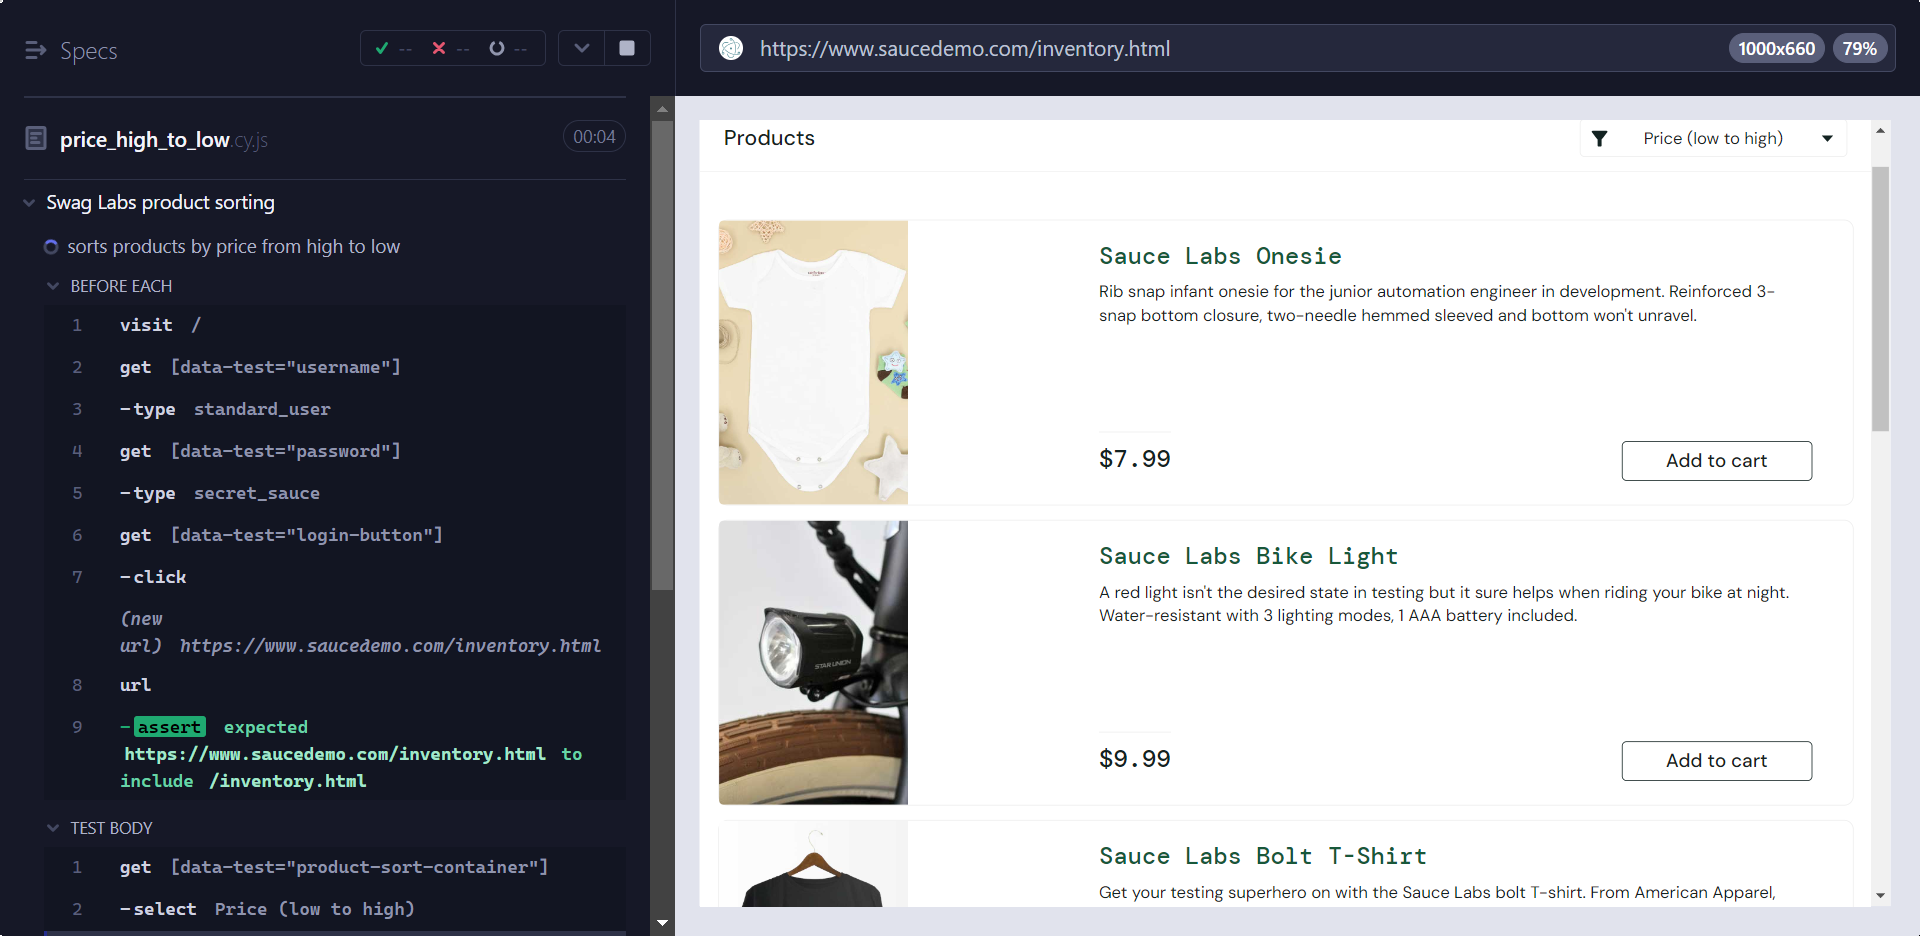 Specs
-- -- --
https://www.saucedemo.com/inventory.html
1000x660
79%
price_high_to_low.cy.js
00:04
Swag Labs product sorting
sorts products by price from high to low
BEFORE EACH
1 visit /
2 get [data-test="username"]
3 -type standard_user
4 get [data-test="password"]
5 -type secret_sauce
6 get [data-test="login-button"]
7 -click
(new
url) https://www.saucedemo.com/inventory.html
8 url
9 -assert expected
https://www.saucedemo.com/inventory.html to
include /inventory.html
TEST BODY
1 get [data-test="product-sort-container"]
2 -select Price (low to high)
Products
Price (low to high)
Sauce Labs Onesie
Rib snap infant onesie for the junior automation engineer in development. Reinforced 3-
snap bottom closure, two-needle hemmed sleeved and bottom won't unravel.
$7.99
Add to cart
Sauce Labs Bike Light
A red light isn't the desired state in testing but it sure helps when riding your bike at night.
Water-resistant with 3 lighting modes, 1 AAA battery included.
STAR UNION
$9.99
Add to cart
Sauce Labs Bolt T-Shirt
Get your testing superhero on with the Sauce Labs bolt T-shirt. From American Apparel,